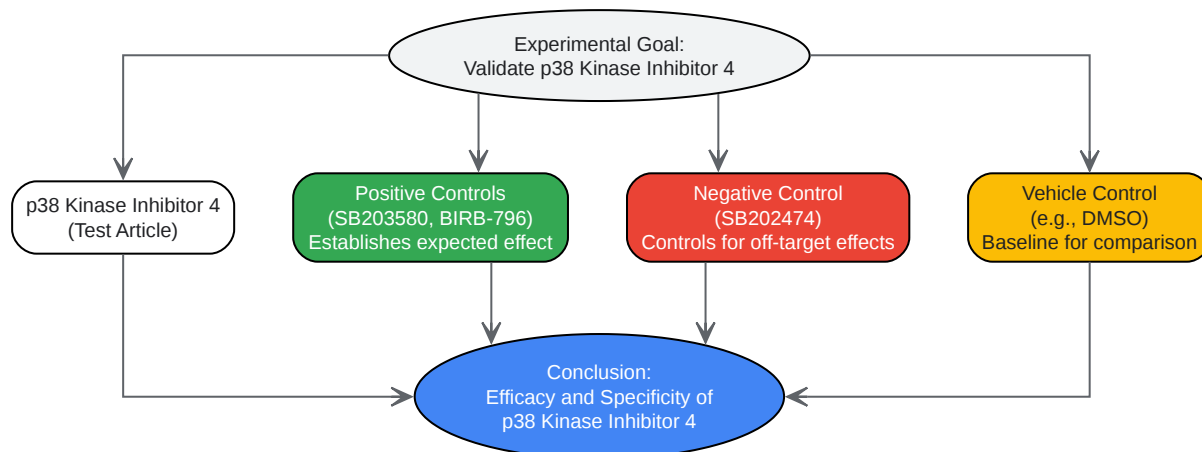 Experimental Goal:
Validate p38 Kinase Inhibitor 4
p38 Kinase Inhibitor 4
(Test Article)
Positive Controls
(SB203580, BIRB-796)
Establishes expected effect
Negative Control
(SB202474)
Controls for off-target effects
Vehicle Control
(e.g., DMSO)
Baseline for comparison
Conclusion:
Efficacy and Specificity of
p38 Kinase Inhibitor 4